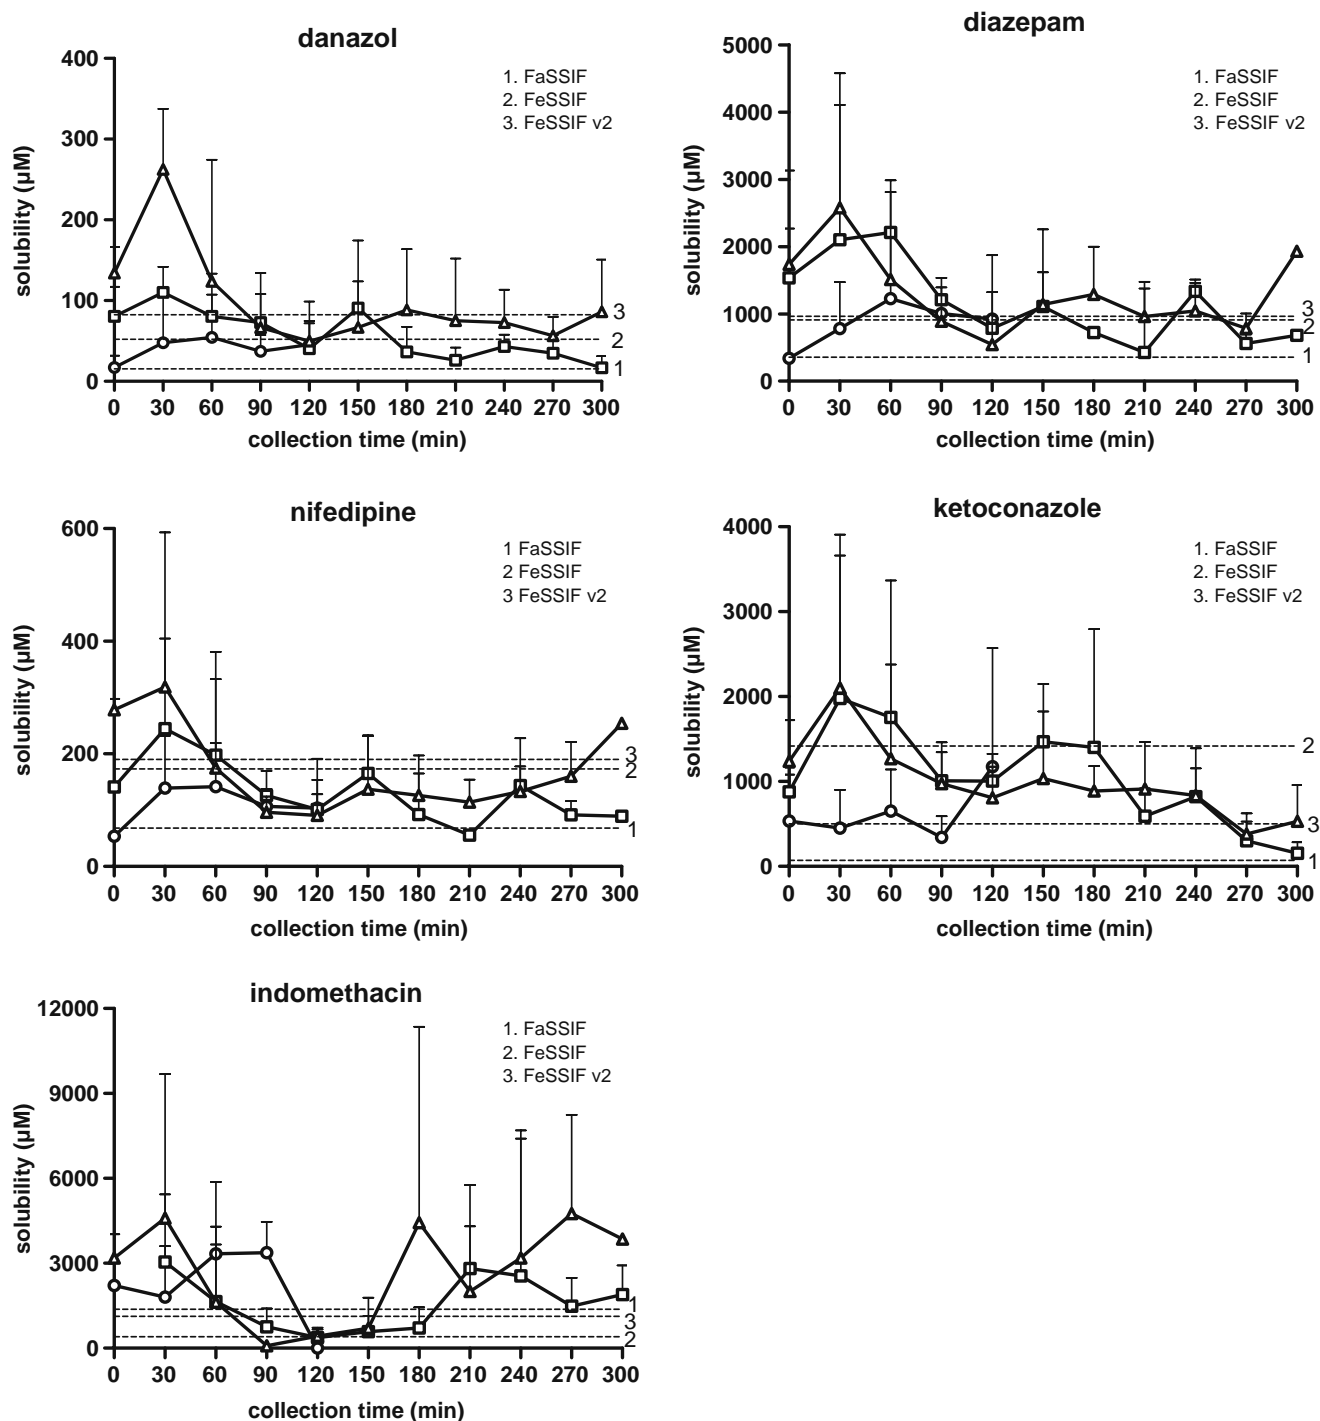 danazol
400
300
200
100
0
solubility (µM)
1. FaSSIF
2. FeSSIF
3. FeSSIF v2
3
2
1
0 30 60 90 120 150 180 210 240 270 300
collection time (min)
diazepam
5000
4000
3000
2000
1000
0
solubility (µM)
1. FaSSIF
2. FeSSIF
3. FeSSIF v2
3
2
1
0 30 60 90 120 150 180 210 240 270 300
collection time (min)
nifedipine
600
400
200
0
solubility (µM)
1 FaSSIF
2 FeSSIF
3 FeSSIF v2
3
2
1
0 30 60 90 120 150 180 210 240 270 300
collection time (min)
ketoconazole
4000
3000
2000
1000
0
solubility (µM)
1. FaSSIF
2. FeSSIF
3. FeSSIF v2
2
3
1
0 30 60 90 120 150 180 210 240 270 300
collection time (min)
indomethacin
12000
9000
6000
3000
0
solubility (µM)
1. FaSSIF
2. FeSSIF
3. FeSSIF v2
1
3
2
0 30 60 90 120 150 180 210 240 270 300
collection time (min)